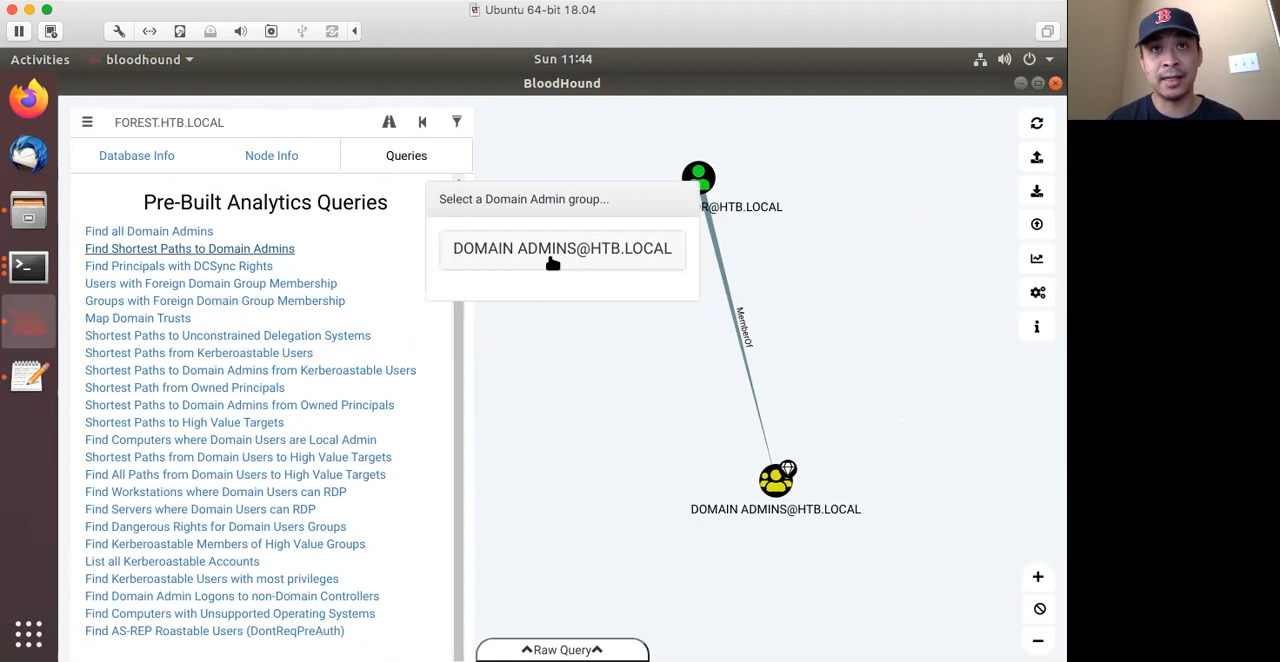 Ubuntu 64-bit 18.04
Activities
bloodhound
Sun 11:44
BloodHound
FOREST.HTB.LOCAL
Database Info
Node Info
Queries
Pre-Built Analytics Queries
Find all Domain Admins
Find Shortest Paths to Domain Admins
Find Principals with DCSync Rights
Users with Foreign Domain Group Membership
Groups with Foreign Domain Group Membership
Map Domain Trusts
Shortest Paths to Unconstrained Delegation Systems
Shortest Paths from Kerberoastable Users
Shortest Paths to Domain Admins from Kerberoastable Users
Shortest Path from Owned Principals
Shortest Paths to Domain Admins from Owned Principals
Shortest Paths to High Value Targets
Find Computers where Domain Users are Local Admin
Shortest Paths from Domain Users to High Value Targets
Find All Paths from Domain Users to High Value Targets
Find Workstations where Domain Users can RDP
Find Servers where Domain Users can RDP
Find Dangerous Rights for Domain Users Groups
Find Kerberoastable Members of High Value Groups
List all Kerberoastable Accounts
Find Kerberoastable Users with most privileges
Find Domain Admin Logons to non-Domain Controllers
Find Computers with Unsupported Operating Systems
Find AS-REP Roastable Users (DontReqPreAuth)
Select a Domain Admin group...
DOMAIN ADMINS@HTB.LOCAL
R@HTB.LOCAL
MemberOf
DOMAIN ADMINS@HTB.LOCAL
Raw Query
B